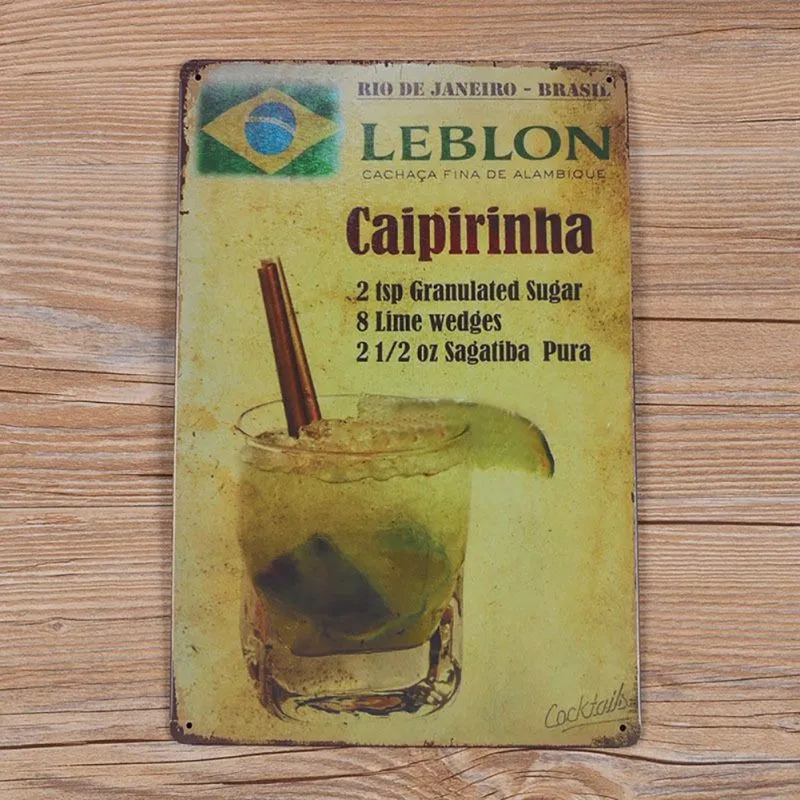 RIO DE JANEIRO - BRASIL
LEBLON
CACHAÇA FINA DE ALAMBIQUE
Caipirinha
2 tsp Granulated Sugar
8 Lime wedges
2 1/2 oz Sagatiba Pura
Cocktails